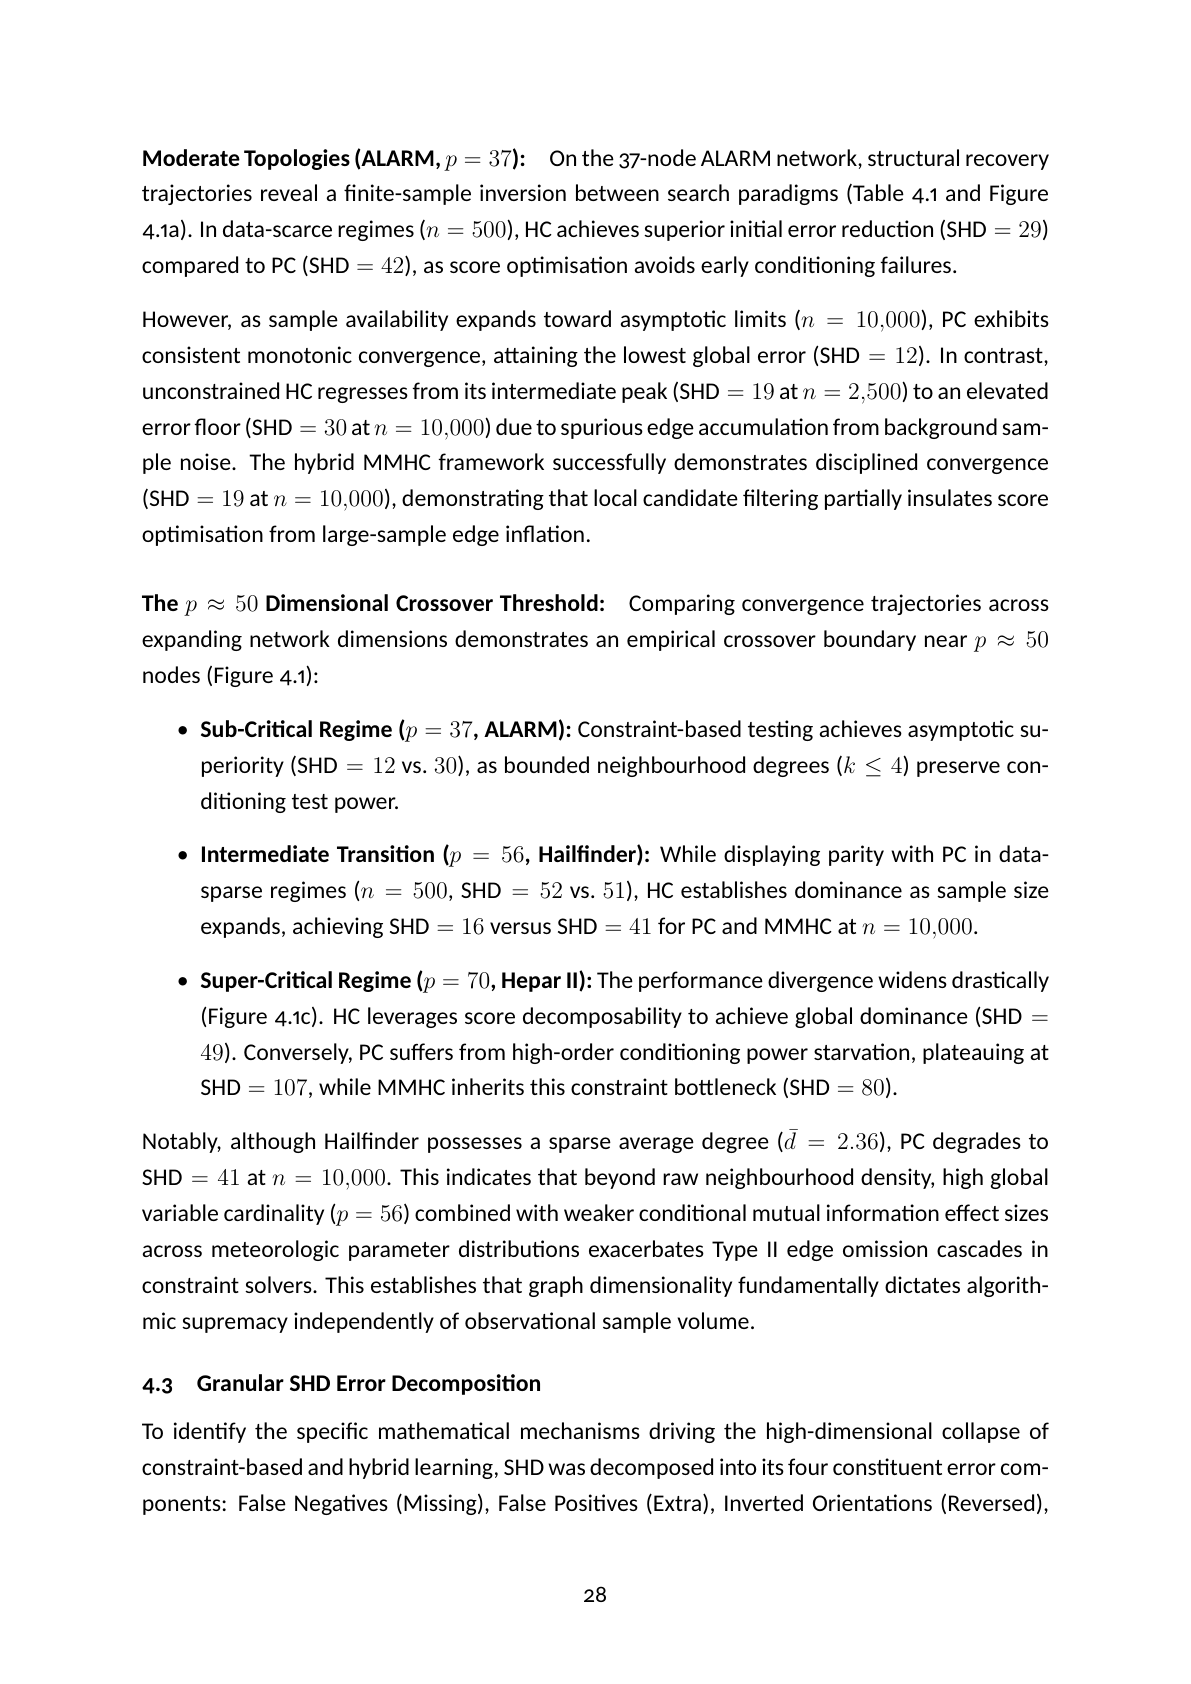 Moderate Topologies (ALARM, p = 37): On the 37-node ALARM network, structural recovery
trajectories reveal a finite-sample inversion between search paradigms (Table 4.1 and Figure
4.1a). In data-scarce regimes (n = 500), HC achieves superior initial error reduction (SHD = 29)
compared to PC (SHD = 42), as score optimisation avoids early conditioning failures.
However, as sample availability expands toward asymptotic limits (n = 10,000), PC exhibits
consistent monotonic convergence, attaining the lowest global error (SHD = 12). In contrast,
unconstrained HC regresses from its intermediate peak (SHD = 19 at n = 2,500) to an elevated
error floor (SHD = 30 at n = 10,000) due to spurious edge accumulation from background sam-
ple noise. The hybrid MMHC framework successfully demonstrates disciplined convergence
(SHD = 19 at n = 10,000), demonstrating that local candidate filtering partially insulates score
optimisation from large-sample edge inflation.
The p ≈ 50 Dimensional Crossover Threshold: Comparing convergence trajectories across
expanding network dimensions demonstrates an empirical crossover boundary near p ≈ 50
nodes (Figure 4.1):
• Sub-Critical Regime (p = 37, ALARM): Constraint-based testing achieves asymptotic su-
periority (SHD = 12 vs. 30), as bounded neighbourhood degrees (k ≤ 4) preserve con-
ditioning test power.
• Intermediate Transition (p = 56, Hailfinder): While displaying parity with PC in data-
sparse regimes (n = 500, SHD = 52 vs. 51), HC establishes dominance as sample size
expands, achieving SHD = 16 versus SHD = 41 for PC and MMHC at n = 10,000.
• Super-Critical Regime (p = 70, Hepar II): The performance divergence widens drastically
(Figure 4.1c). HC leverages score decomposability to achieve global dominance (SHD =
49). Conversely, PC suffers from high-order conditioning power starvation, plateauing at
SHD = 107, while MMHC inherits this constraint bottleneck (SHD = 80).
Notably, although Hailfinder possesses a sparse average degree (d̄ = 2.36), PC degrades to
SHD = 41 at n = 10,000. This indicates that beyond raw neighbourhood density, high global
variable cardinality (p = 56) combined with weaker conditional mutual information effect sizes
across meteorologic parameter distributions exacerbates Type II edge omission cascades in
constraint solvers. This establishes that graph dimensionality fundamentally dictates algorith-
mic supremacy independently of observational sample volume.
4.3 Granular SHD Error Decomposition
To identify the specific mathematical mechanisms driving the high-dimensional collapse of
constraint-based and hybrid learning, SHD was decomposed into its four constituent error com-
ponents: False Negatives (Missing), False Positives (Extra), Inverted Orientations (Reversed),
28